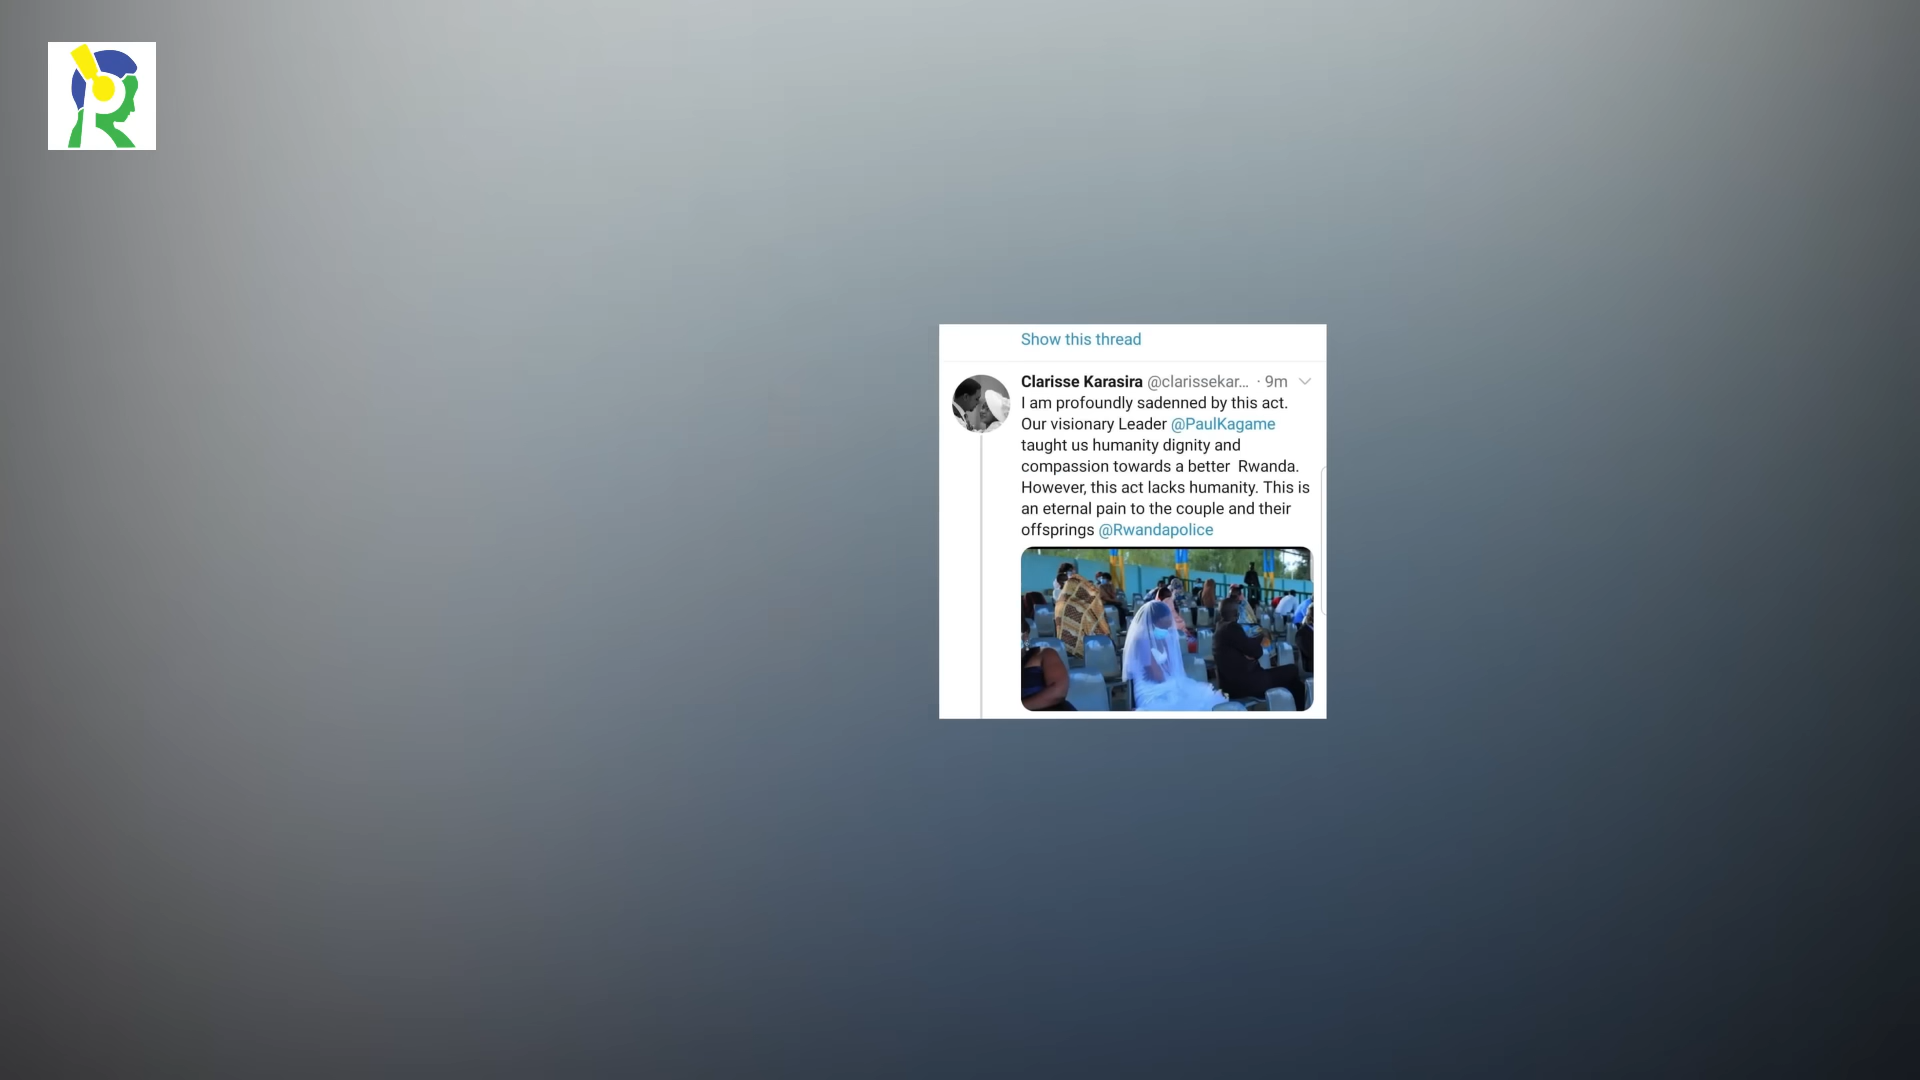 Show this thread
Clarisse Karasira @clarissekar... · 9m
I am profoundly sadenned by this act.
Our visionary Leader @PaulKagame
taught us humanity dignity and
compassion towards a better  Rwanda.
However, this act lacks humanity. This is
an eternal pain to the couple and their
offsprings @Rwandapolice